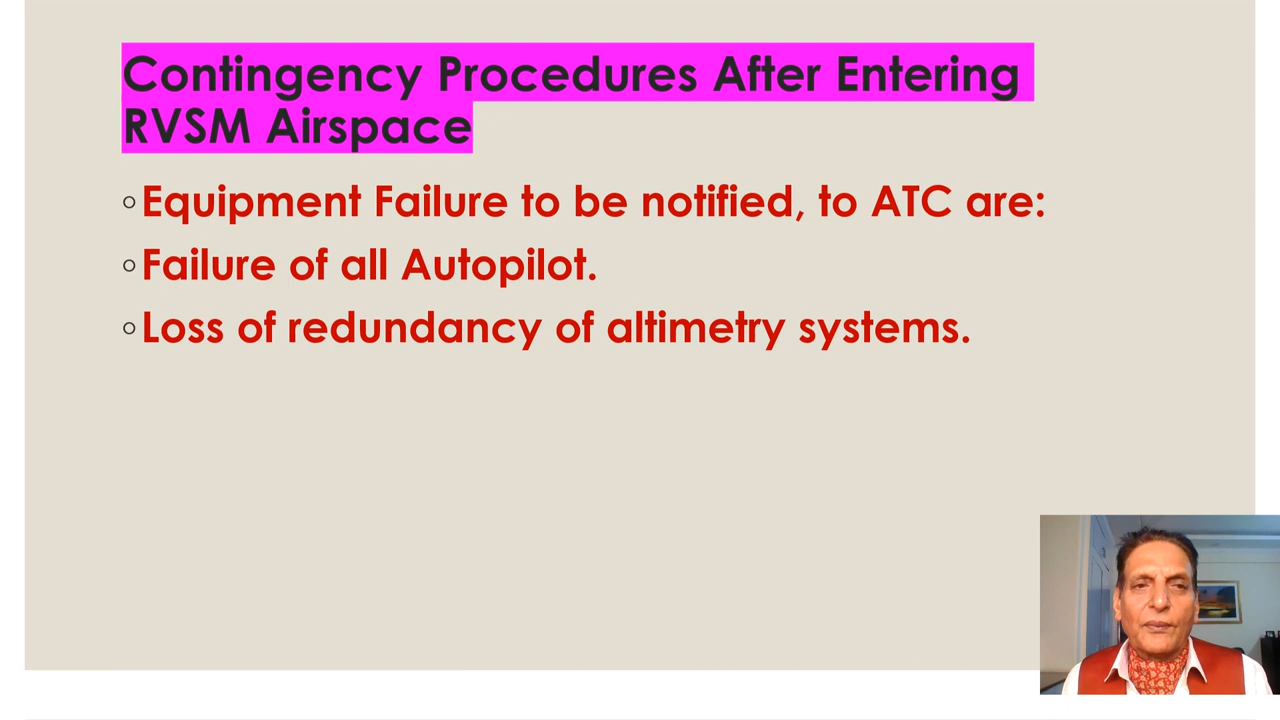 Contingency Procedures After Entering
RVSM Airspace
◦Equipment Failure to be notified, to ATC are:
◦Failure of all Autopilot.
◦Loss of redundancy of altimetry systems.